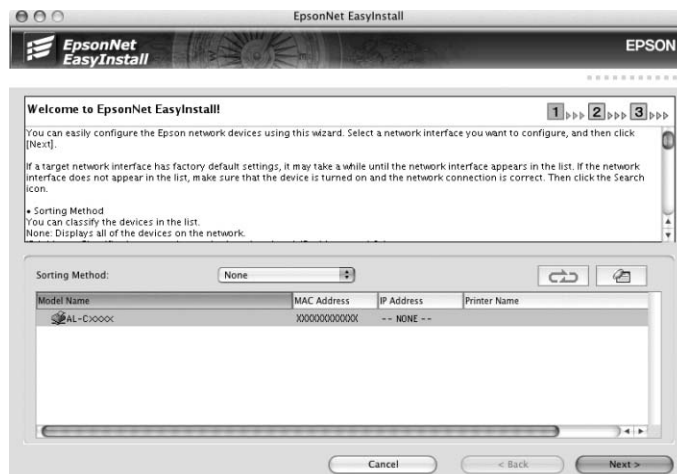 EpsonNet EasyInstall
EpsonNet
EasyInstall
EPSON
Welcome to EpsonNet EasyInstall!
1 2 3
You can easily configure the Epson network devices using this wizard. Select a network interface you want to configure, and then click
[Next].
If a target network interface has factory default settings, it may take a while until the network interface appears in the list. If the network
interface does not appear in the list, make sure that the device is turned on and the network connection is correct. Then click the Search
icon.
• Sorting Method
You can classify the devices in the list.
None: Displays all of the devices on the network.
Sorting Method: None
Model Name MAC Address IP Address Printer Name
AL-CXXXX XXXXXXXXXXXX -- NONE --
Cancel < Back Next >